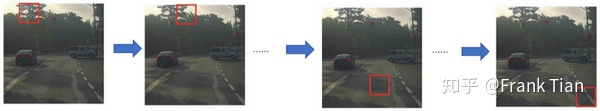 ...... ......
知乎 @Frank Tian